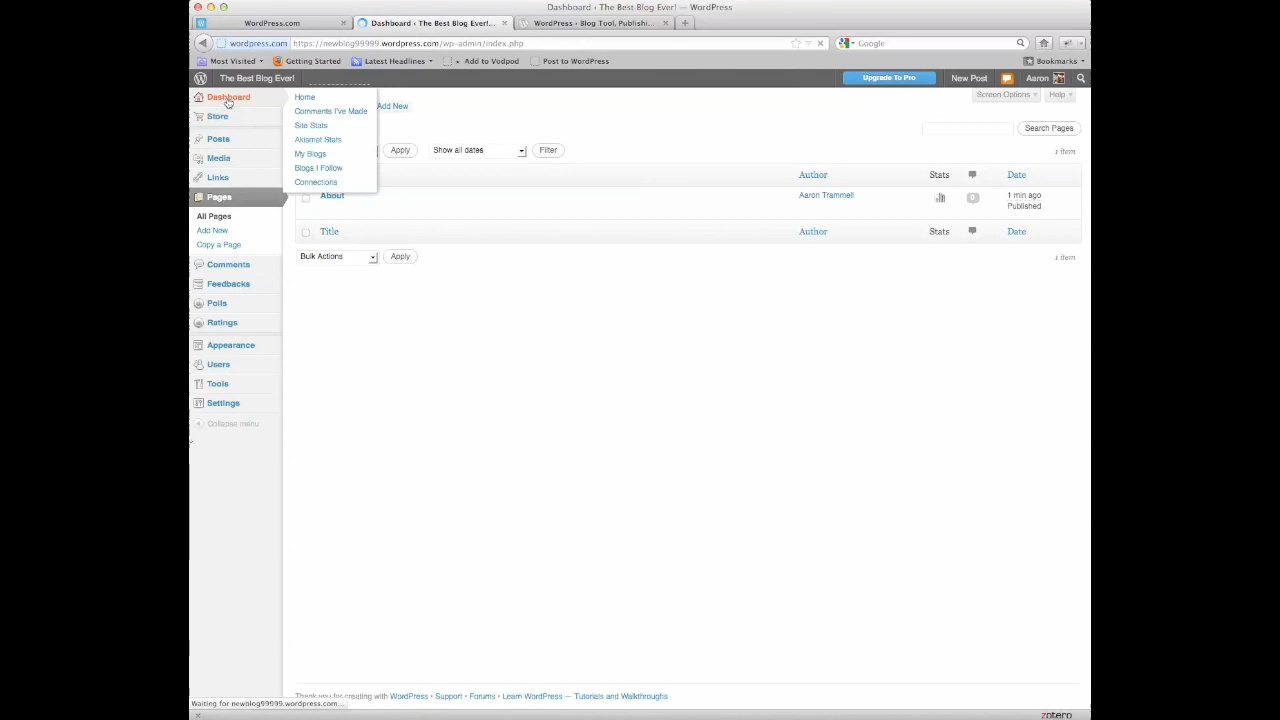 Dashboard ‹ The Best Blog Ever! — WordPress
WordPress.com
Dashboard ‹ The Best Blog Ever!...
WordPress › Blog Tool, Publishi...
wordpress.com https://newblog99999.wordpress.com/wp-admin/index.php
Google
Most Visited
Getting Started
Latest Headlines
Add to Vodpod
Post to WordPress
Bookmarks
The Best Blog Ever!
Upgrade To Pro
New Post
Aaron
Dashboard
Store
Posts
Media
Links
Pages
All Pages
Add New
Copy a Page
Comments
Feedbacks
Polls
Ratings
Appearance
Users
Tools
Settings
Collapse menu
Home
Comments I've Made
Site Stats
Akismet Stats
My Blogs
Blogs I Follow
Connections
Add New
Screen Options
Help
Search Pages
Apply
Show all dates
Filter
1 item
Author Stats Date
About Aaron Trammell 0 1 min ago
Published
Title Author Stats Date
Bulk Actions
Apply
1 item
Thank you for creating with WordPress • Support • Forums • Learn WordPress — Tutorials and Walkthroughs
Waiting for newblog99999.wordpress.com...
zotero